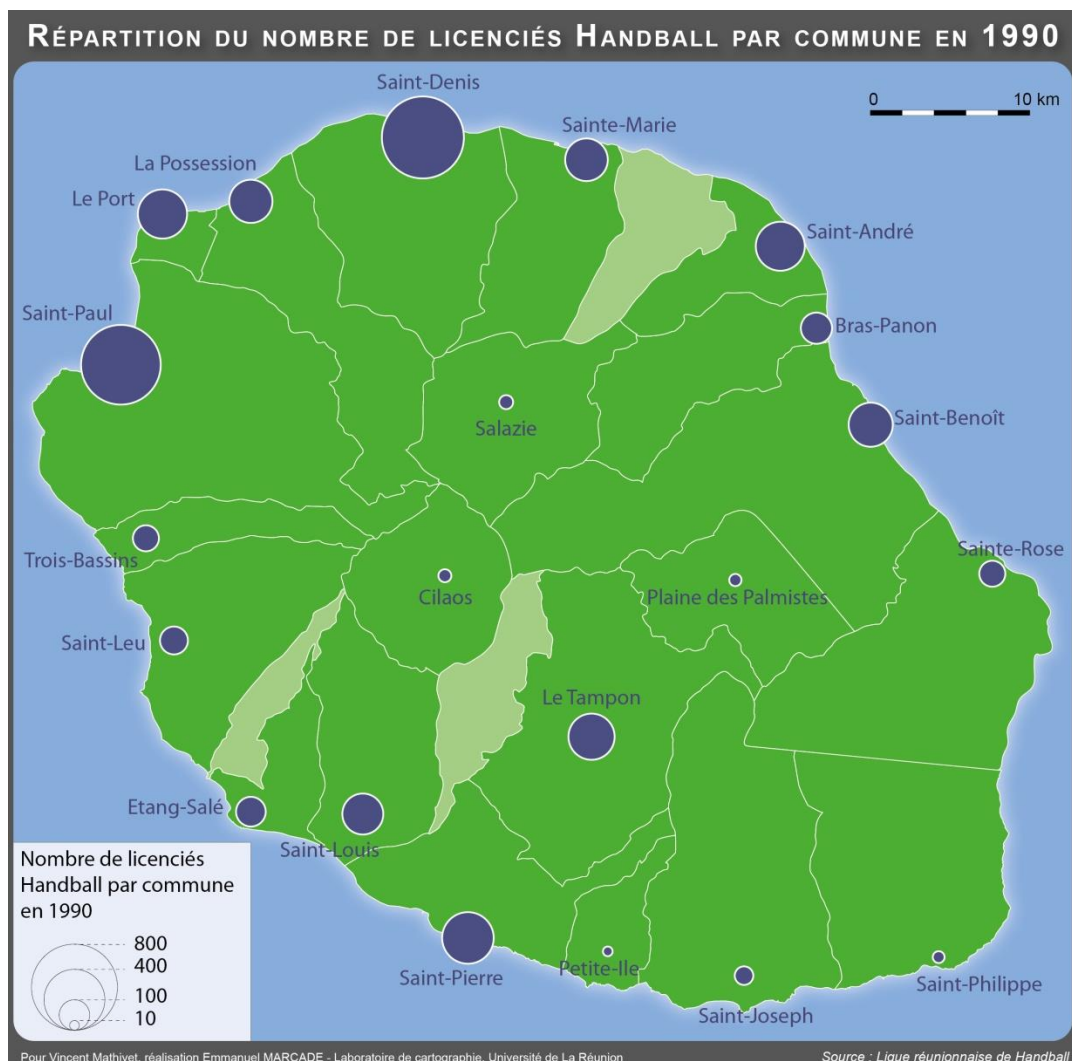 RÉPARTITION DU NOMBRE DE LICENCIÉS HANDBALL PAR COMMUNE EN 1990
Saint-Denis
0 10 km
Sainte-Marie
La Possession
Le Port
Saint-André
Saint-Paul
Bras-Panon
Saint-Benoît
Salazie
Sainte-Rose
Trois-Bassins
Cilaos
Plaine des Palmistes
Saint-Leu
Le Tampon
Etang-Salé
Saint-Louis
Nombre de licenciés
Handball par commune
en 1990
800
400
100
10
Saint-Pierre
Petite-Ile
Saint-Philippe
Saint-Joseph
Pour Vincent Mathivet, réalisation Emmanuel MARCADE - Laboratoire de cartographie, Université de La Réunion
Source : Ligue réunionnaise de Handball